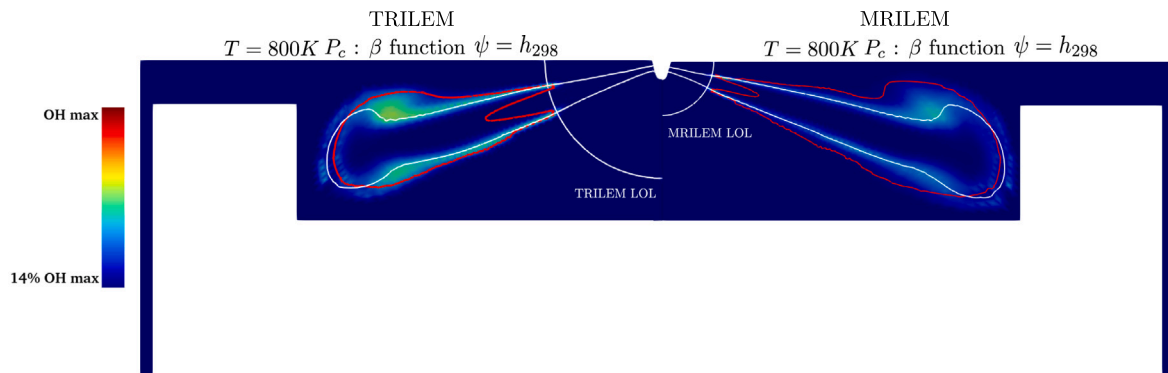 TRILEM
T = 800K P_c : β function ψ = h_298
MRILEM
T = 800K P_c : β function ψ = h_298
OH max
14% OH max
MRILEM LOL
TRILEM LOL